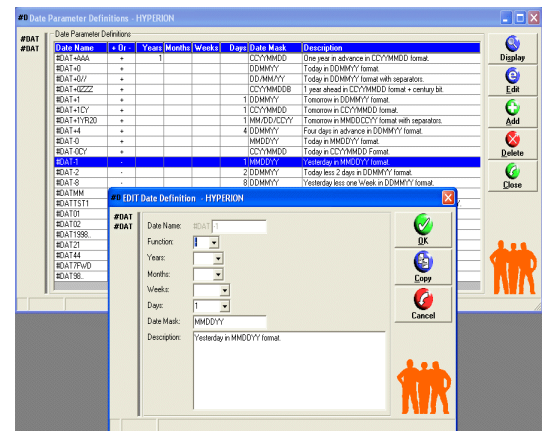 #D Date Parameter Definitions - HYPERION
#DAT
#DAT
Date Parameter Definitions
Date Name + Or - Years Months Weeks Days Date Mask Description
#DAT+AAA + 1 CCYYMMDD One year in advance in CCYYMMDD format.
#DAT+0 + DDMMYY Today in DDMMYY format.
#DAT+0// + DD/MM/YY Today in DDMMYY format with separators.
#DAT+0ZZZ + CCYYMMDDB 1 year ahead in CCYYMMDD format + century bit.
#DAT+1 + 1 DDMMYY Tomorrow in DDMMYY format.
#DAT+1CY + 1 CCYYMMDD Tomorrow in CCYYMMDD format.
#DAT+1YR20 + 1 MM/DD/CCYY Tomorrow in MMDDCCYY format with separators.
#DAT+4 + 4 DDMMYY Four days in advance in DDMMYY format.
#DAT-0 + MMDDYY Today in MMDDYY format.
#DAT-0CY + CCYYMMDD Today in CCYYMMDD Format.
#DAT-1 - 1 MMDDYY Yesterday in MMDDYY format.
#DAT-2 - 2 DDMMYY Today less 2 days in DDMMYY format.
#DAT-8 - 8 DDMMYY Yesterday less one Week in DDMMYY format.
#DATMM
#DATTST1
#DAT01
#DAT02
#DAT1998..
#DAT21
#DAT44
#DAT7FWD
#DAT98..
Display
Edit
Add
Delete
Close
#D EDIT Date Definition - HYPERION
#DAT
#DAT
Date Name: #DAT -1
Function: -
Years:
Months:
Weeks:
Days: 1
Date Mask: MMDDYY
Description: Yesterday in MMDDYY format.
OK
Copy
Cancel